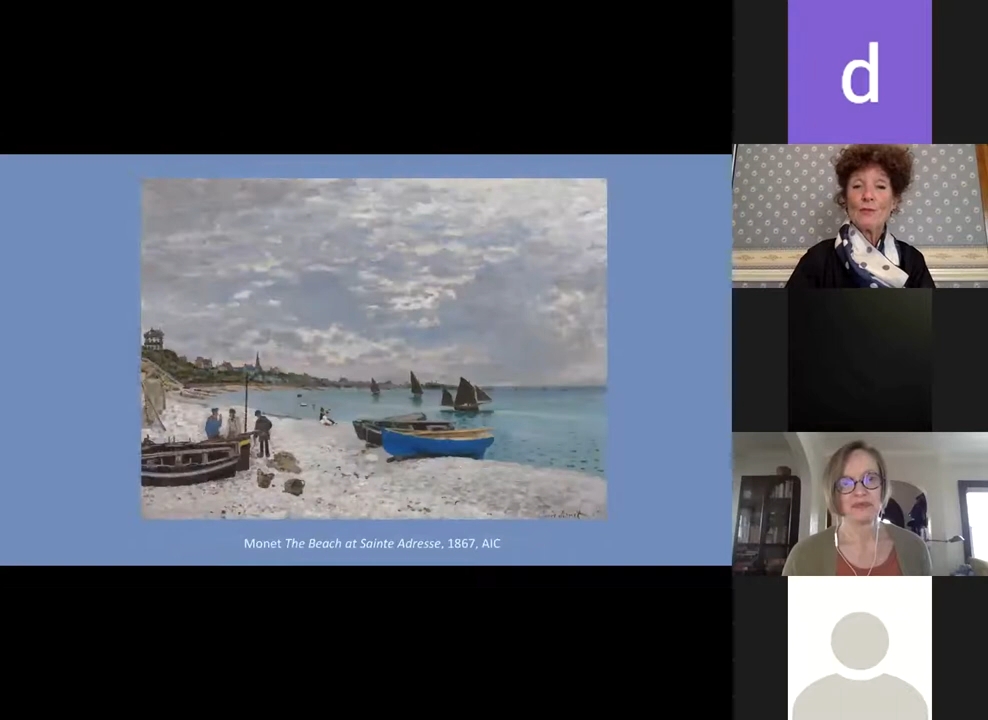 d
Monet The Beach at Sainte Adresse, 1867, AIC